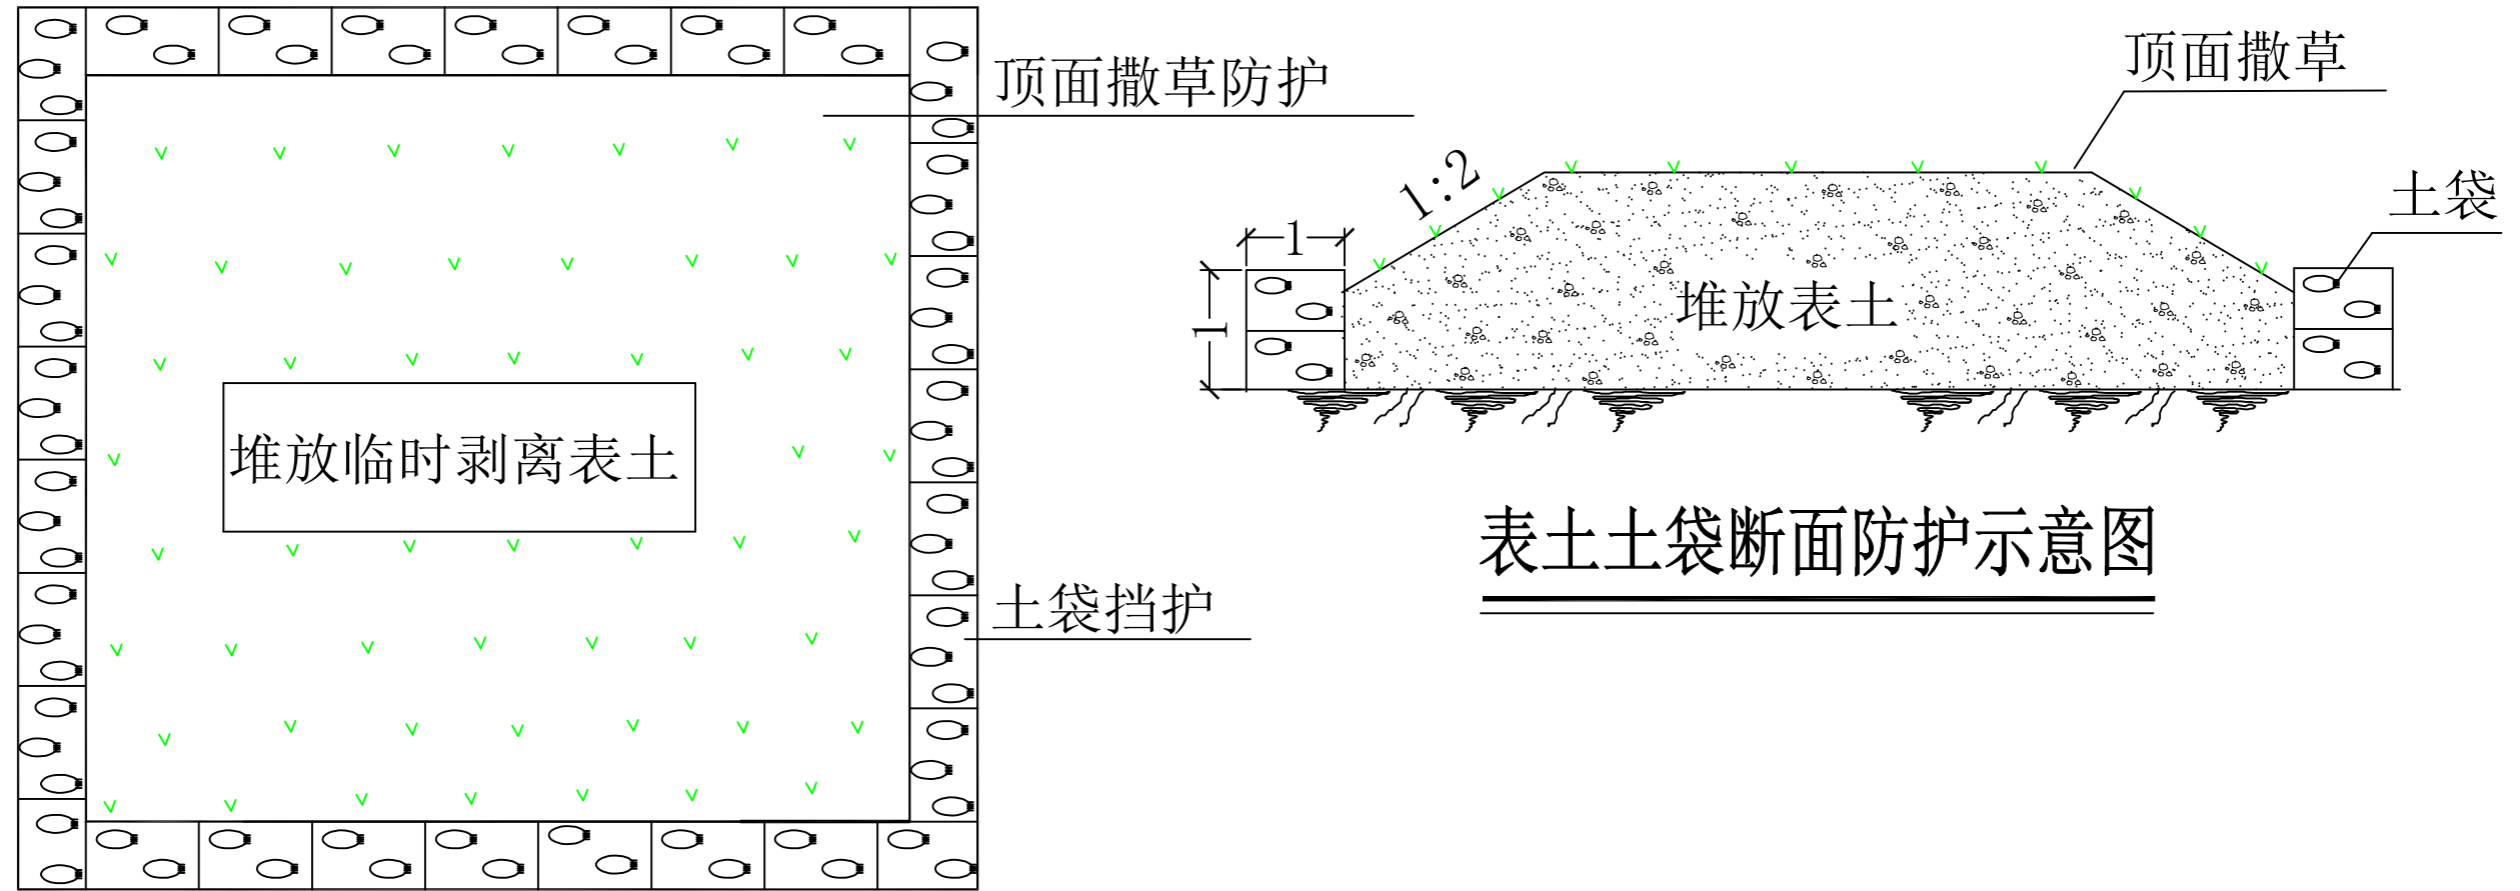 顶面撒草防护
堆放临时剥离表土
土袋挡护
顶面撒草
土袋
1:2
1
1
堆放表土
表土土袋断面防护示意图